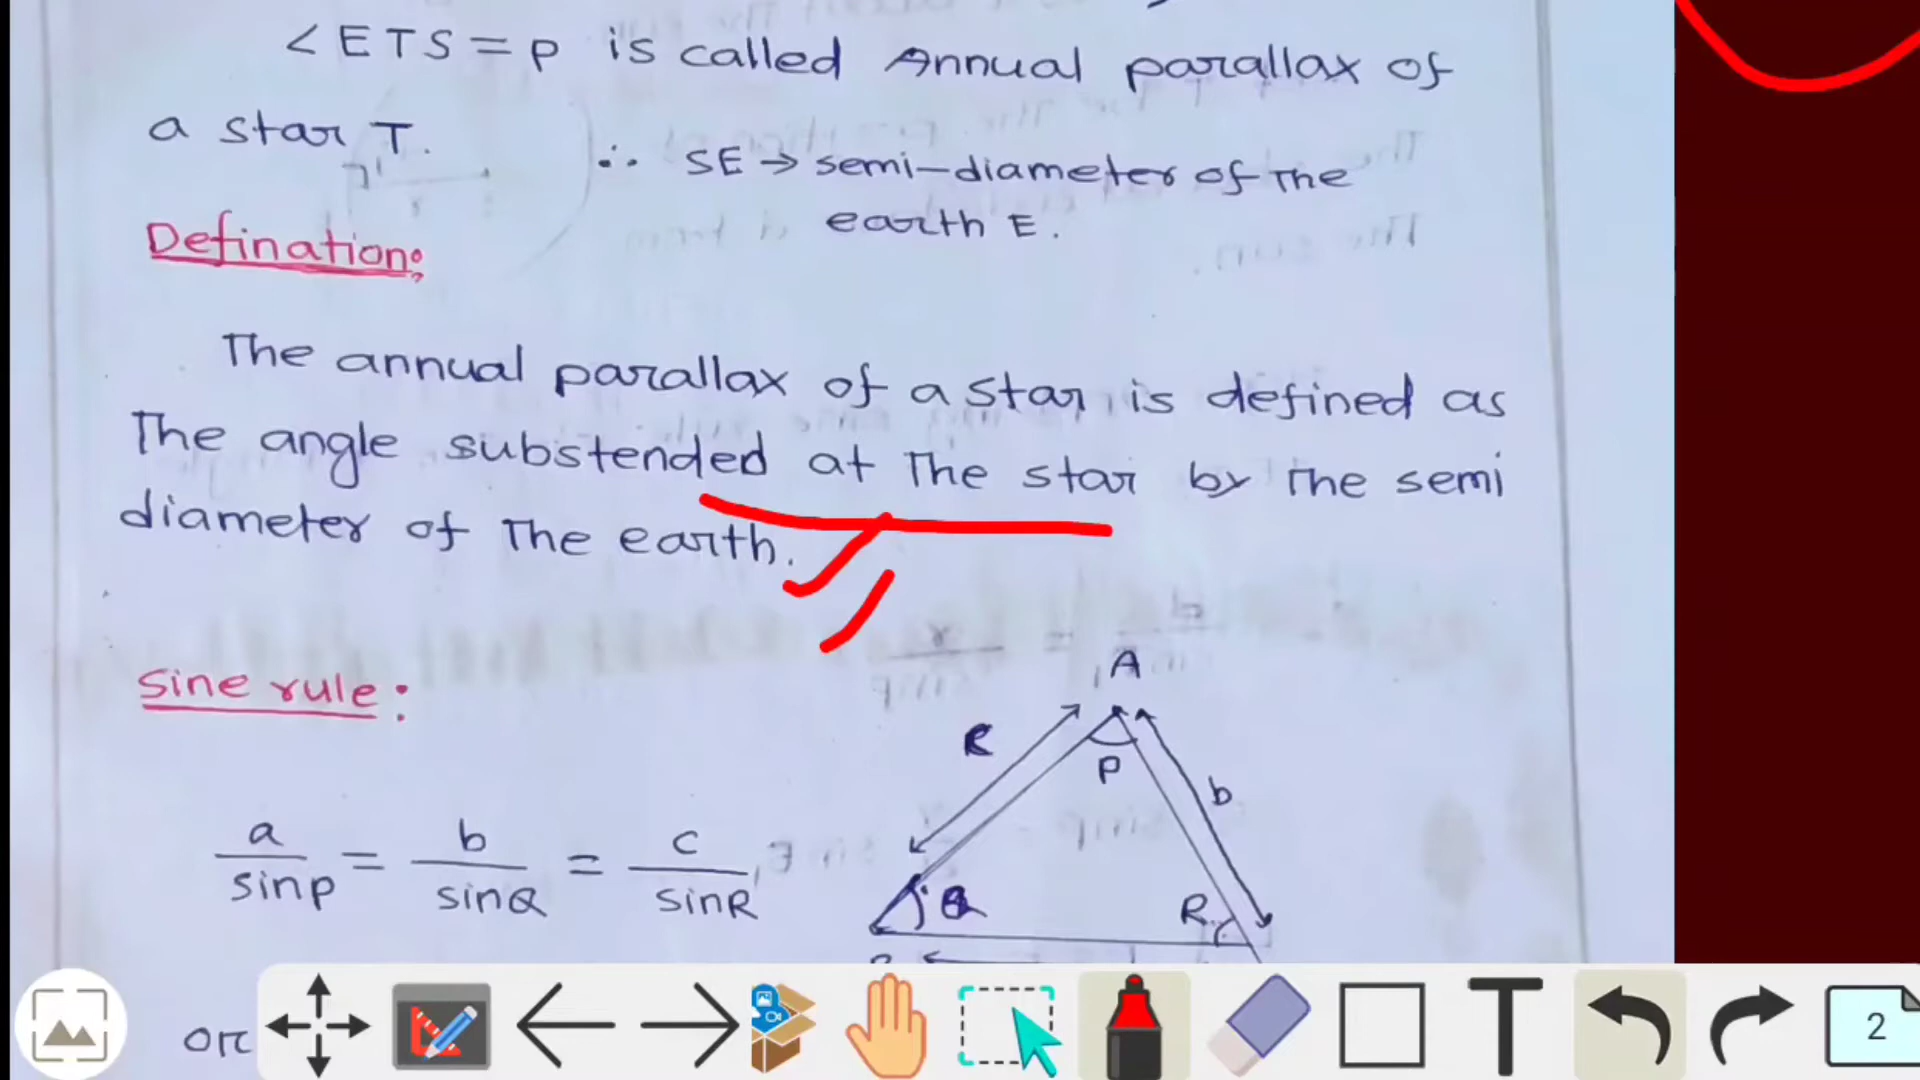 ∠ETS = p is called Annual parallax of
a star T.
∴ SE → semi-diameter of The
earth E.
Defination:
The annual parallax of a star is defined as
The angle substended at The star by The semi
diameter of The earth.
Sine rule:
A
P
b
a/sinp = b/sinQ = c/sinR
R
or
T
2